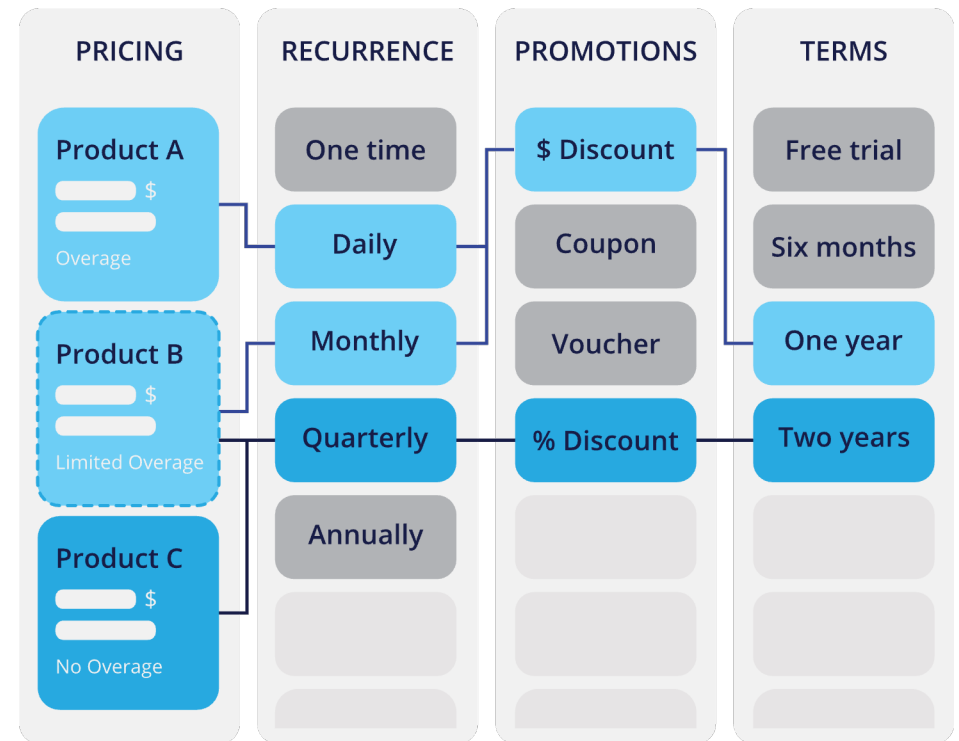 PRICING
Product A
$
Overage
Product B
$
Limited Overage
Product C
$
No Overage
RECURRENCE
One time
Daily
Monthly
Quarterly
Annually
PROMOTIONS
$ Discount
Coupon
Voucher
% Discount
TERMS
Free trial
Six months
One year
Two years